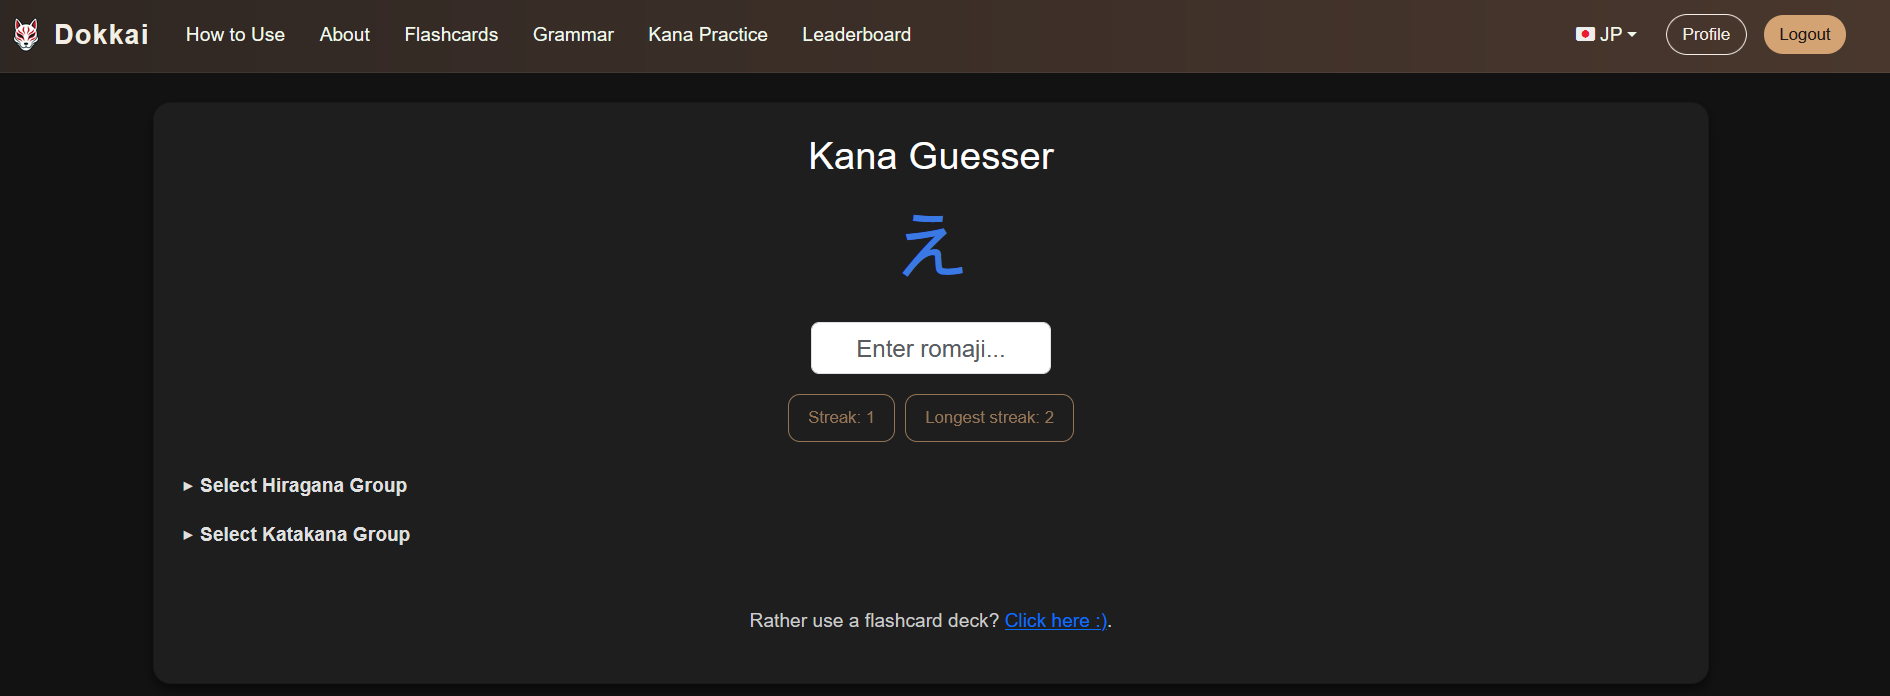 Dokkai How to Use About Flashcards Grammar Kana Practice Leaderboard JP Profile Logout
Kana Guesser
え
Enter romaji...
Streak: 1 Longest streak: 2
▸ Select Hiragana Group
▸ Select Katakana Group
Rather use a flashcard deck? Click here :).